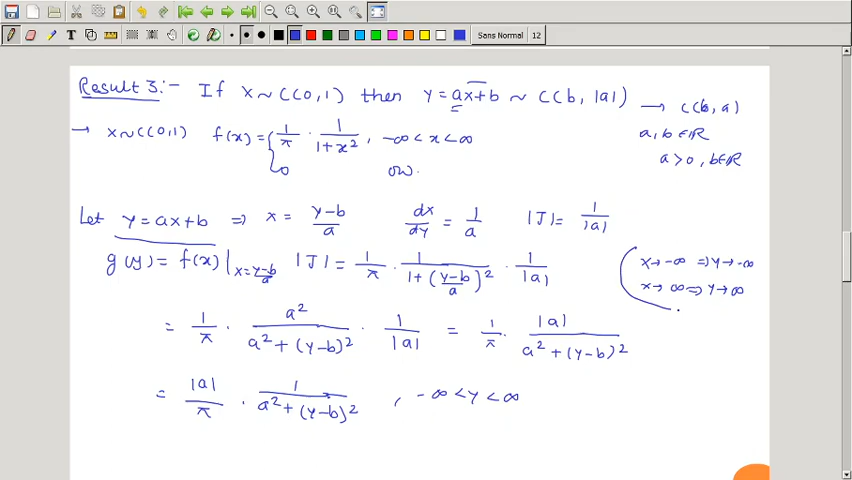 Sans Normal 12
Result 3:- If X ~ C(0,1) then Y = ax+b ~ C(b, |a|) → C(b, a)
→ X ~ C(0,1) f(x) = { 1/π · 1/(1+x²), -∞ < x < ∞ a, b ∈ ℝ
0 ow. a > 0, b ∈ ℝ
Let Y = ax+b ⇒ x = (y-b)/a dx/dy = 1/a |J| = 1/|a|
g(y) = f(x)|x=(y-b)/a |J| = 1/π · 1/(1+((y-b)/a)²) · 1/|a| x→-∞ ⇒ y→-∞
x→∞ ⇒ y→∞
= 1/π · a²/(a²+(y-b)²) · 1/|a| = 1/π · |a|/(a²+(y-b)²)
= |a|/π · 1/(a²+(y-b)²) , -∞ < y < ∞